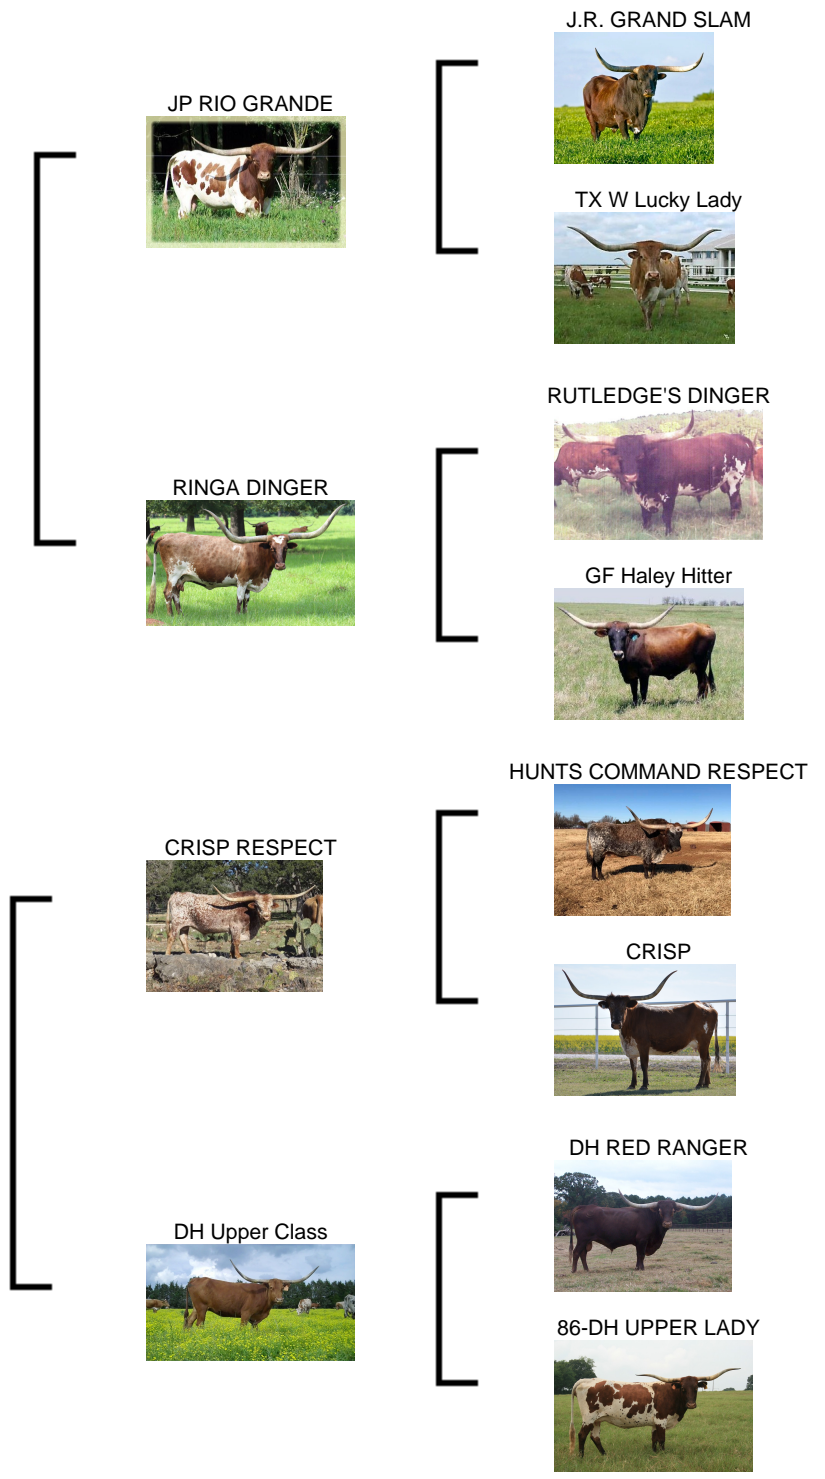 J.R. GRAND SLAM
JP RIO GRANDE
TX W Lucky Lady
RUTLEDGE'S DINGER
RINGA DINGER
GF Haley Hitter
HUNTS COMMAND RESPECT
CRISP RESPECT
CRISP
DH RED RANGER
DH Upper Class
86-DH UPPER LADY